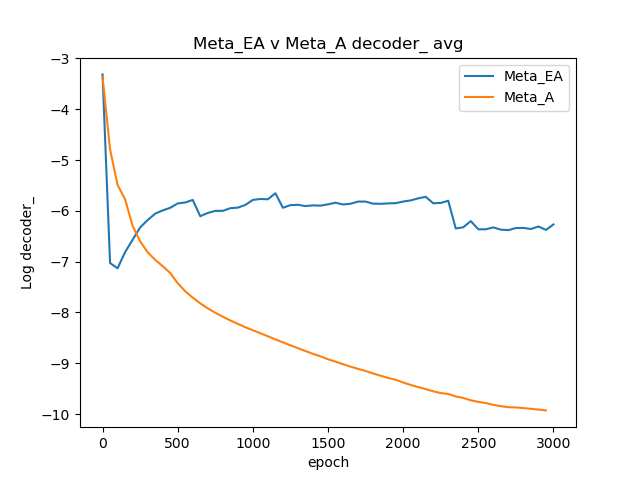 Meta_EA v Meta_A decoder_ avg
Meta_EA
Meta_A
Log decoder_
−3
−4
−5
−6
−7
−8
−9
−10
0 500 1000 1500 2000 2500 3000
epoch